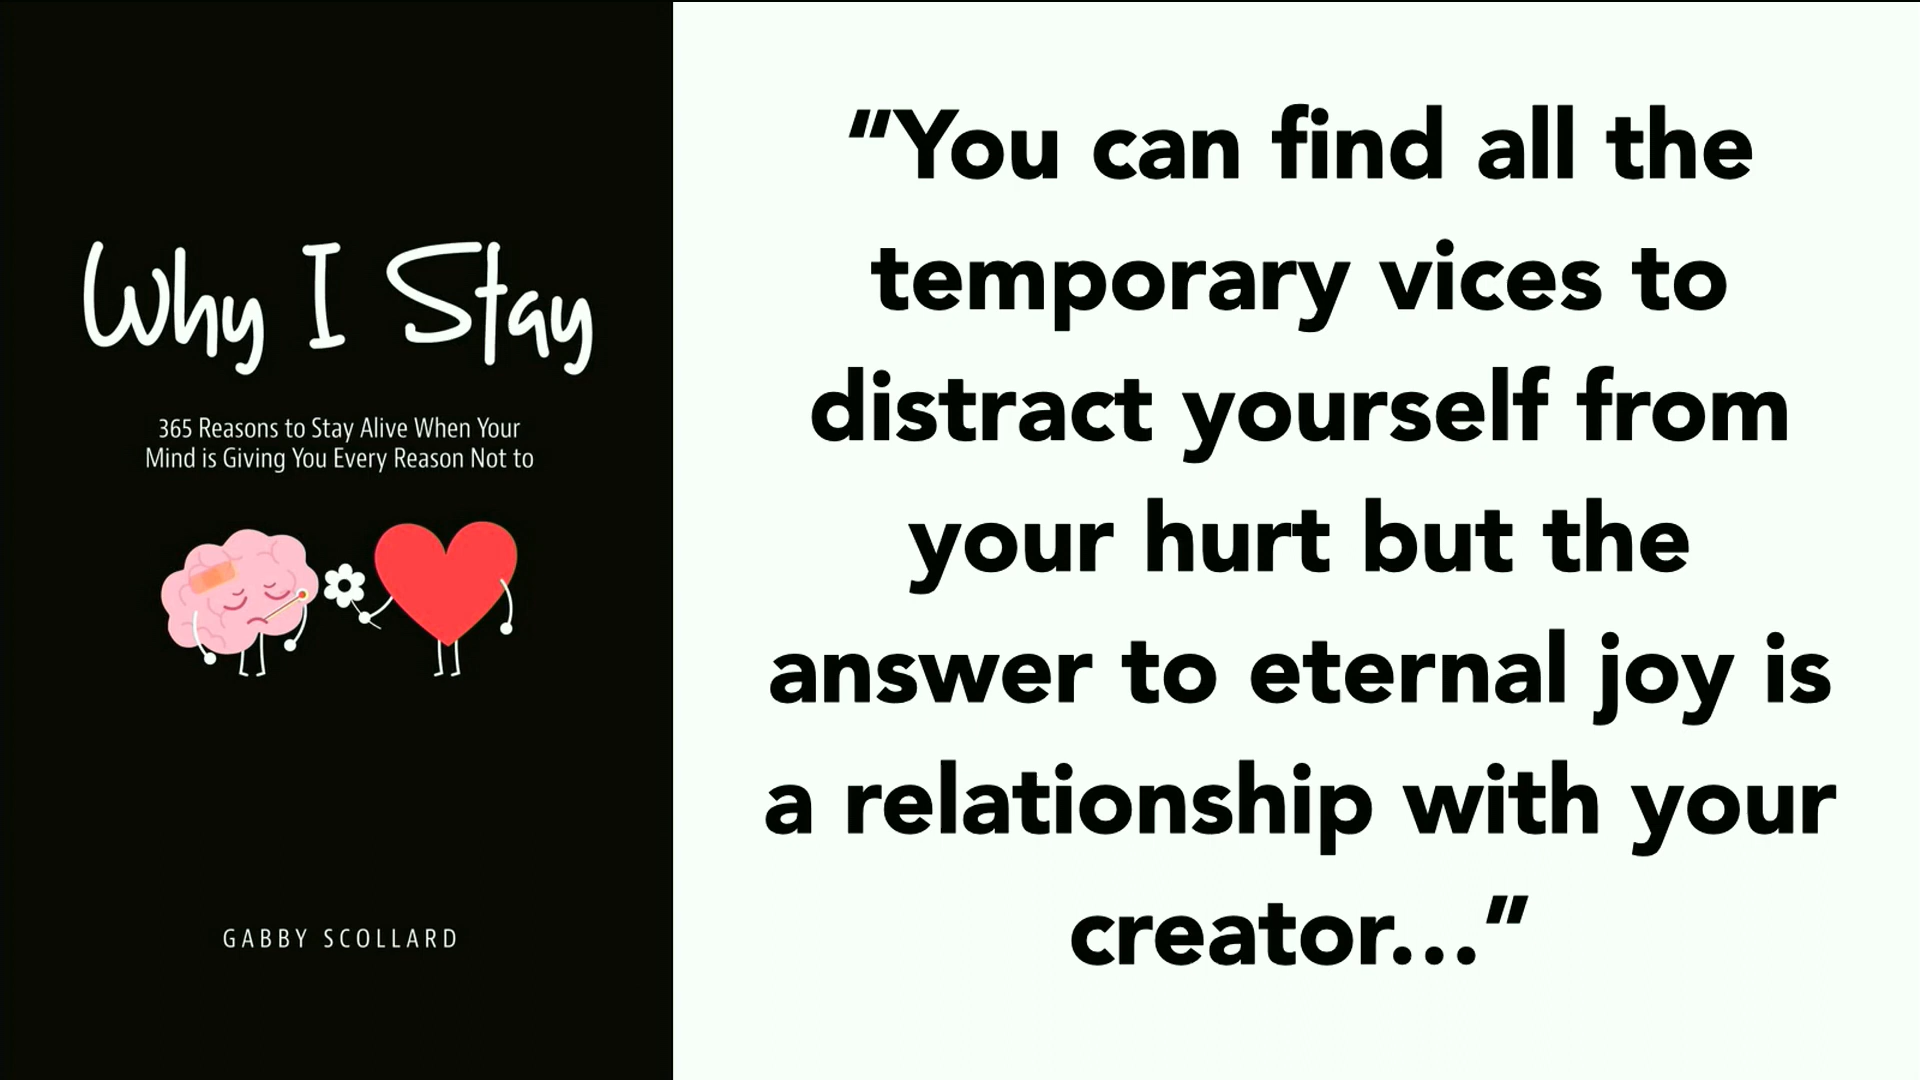 Why I Stay
365 Reasons to Stay Alive When Your
Mind is Giving You Every Reason Not to
GABBY SCOLLARD
“You can find all the
temporary vices to
distract yourself from
your hurt but the
answer to eternal joy is
a relationship with your
creator...”